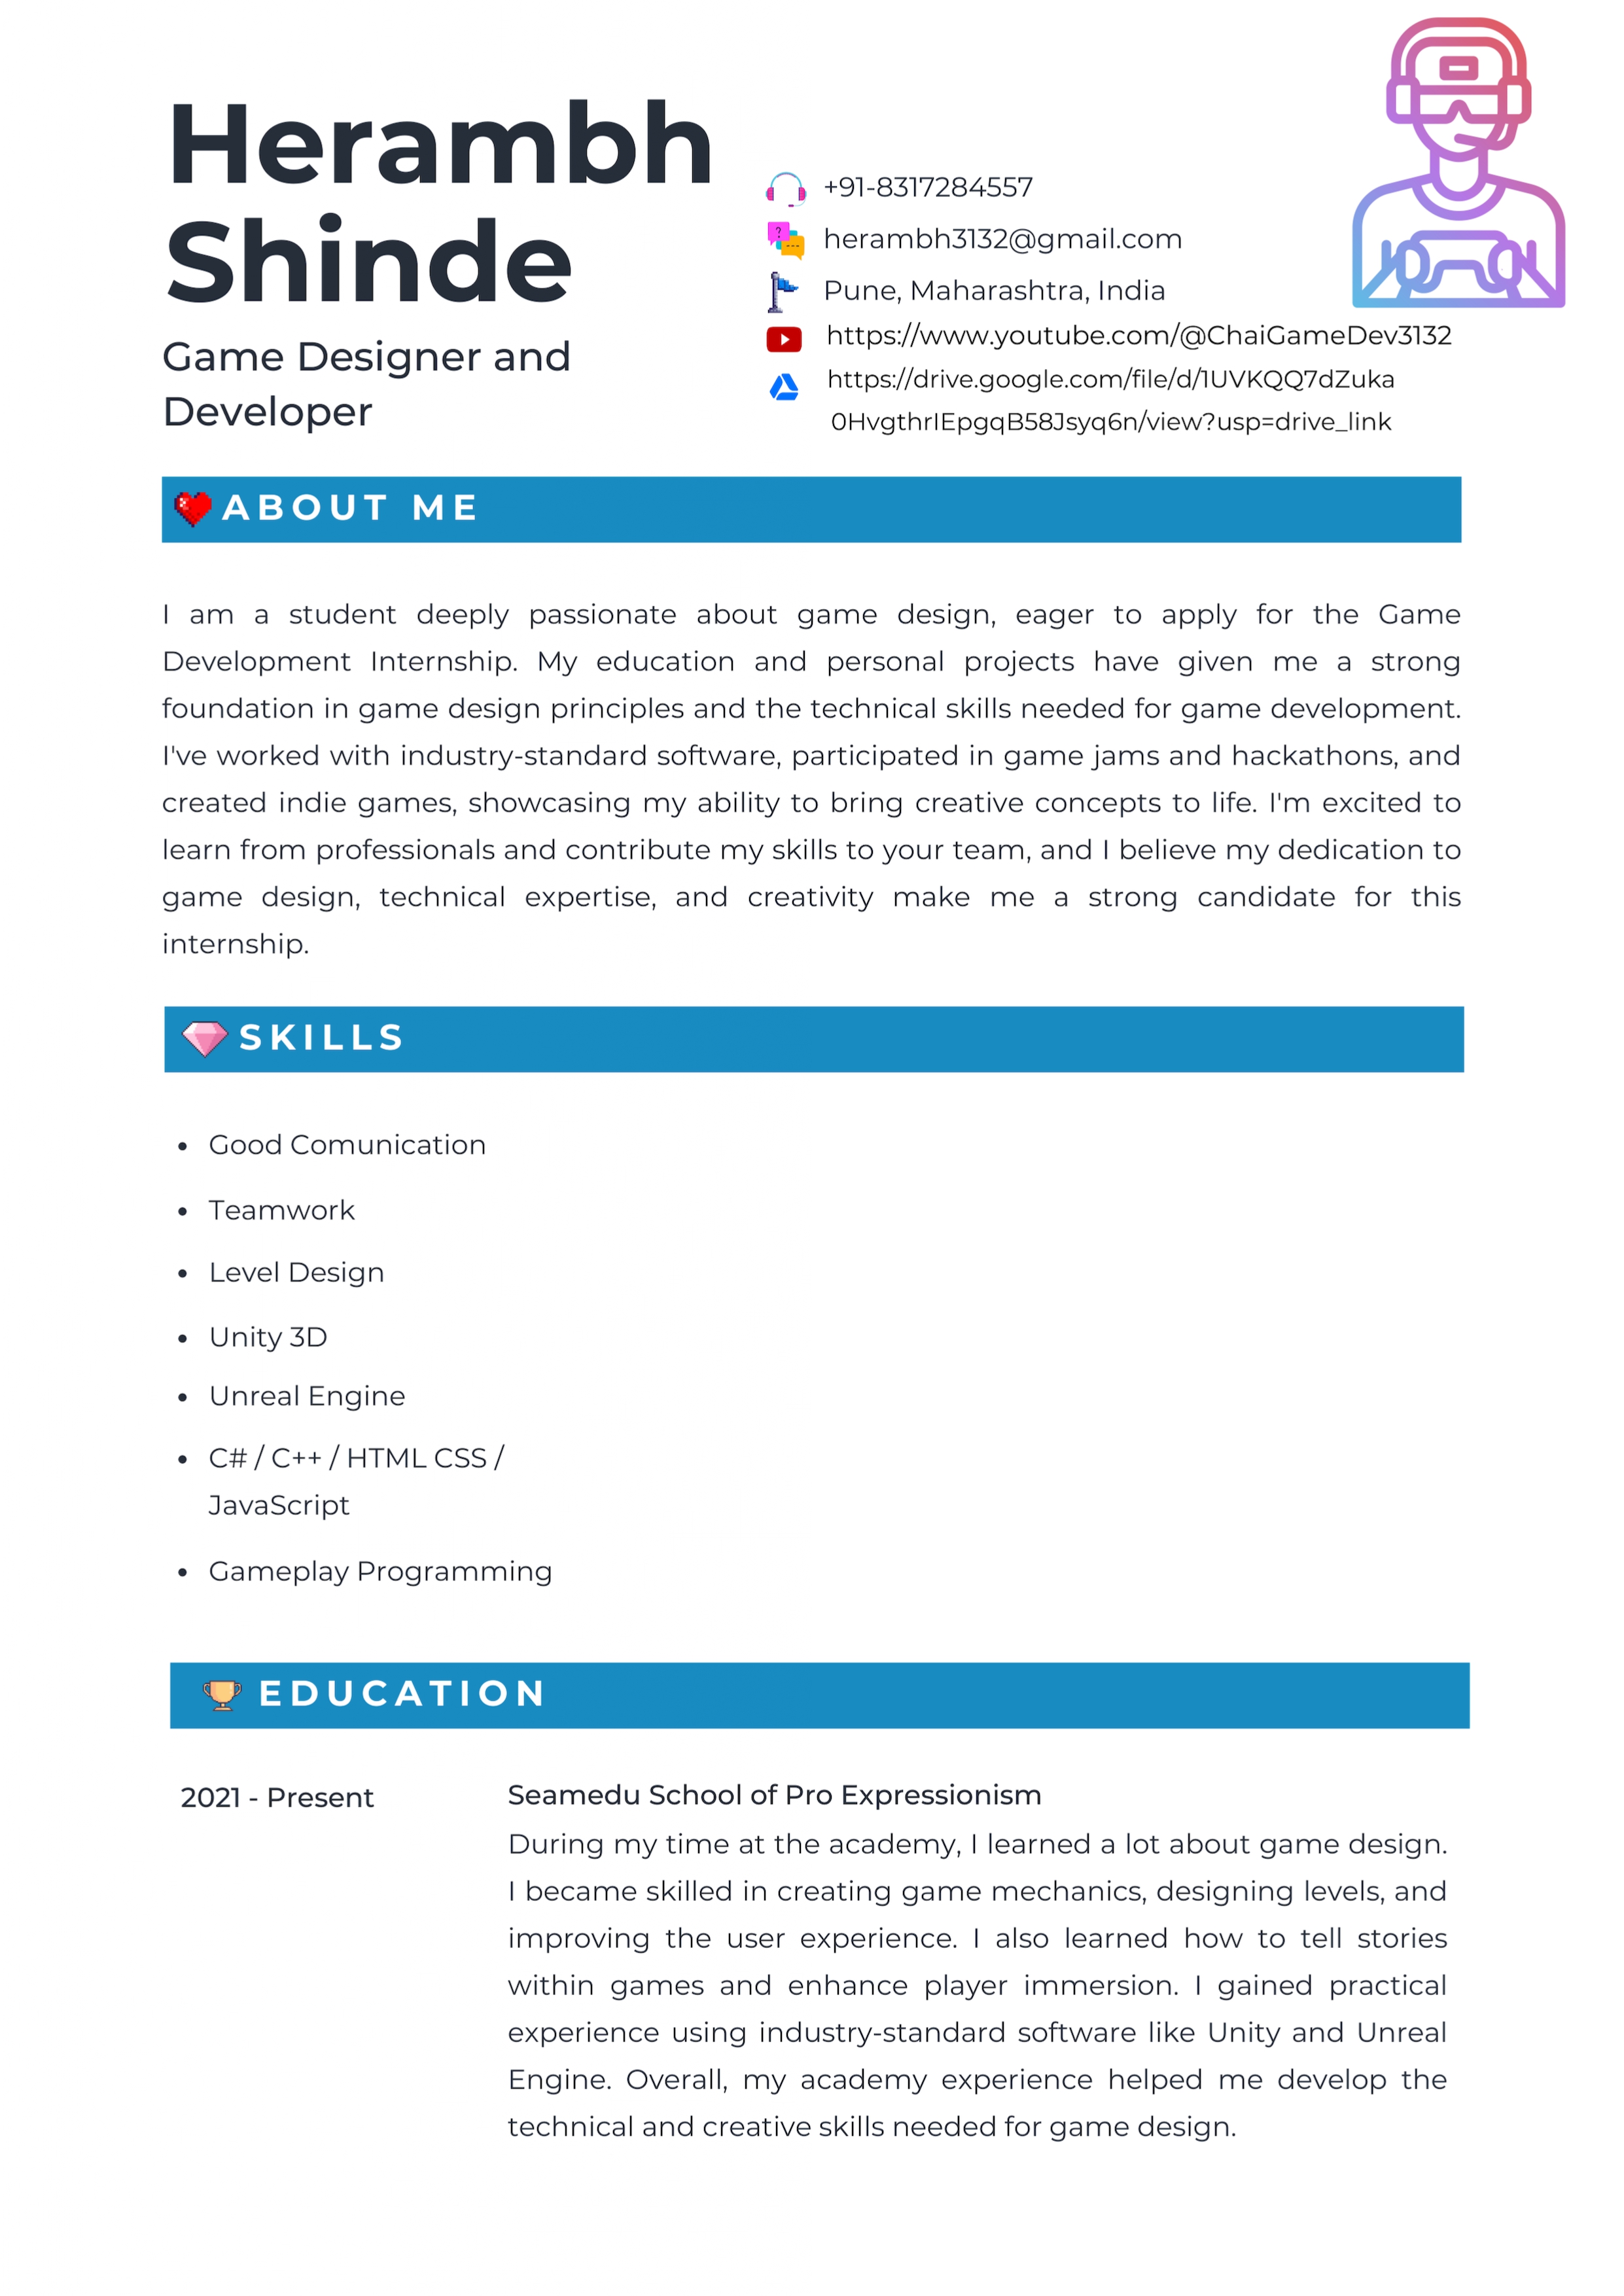 Herambh
Shinde
Game Designer and
Developer
+91-8317284557
herambh3132@gmail.com
Pune, Maharashtra, India
https://www.youtube.com/@ChaiGameDev3132
https://drive.google.com/file/d/1UVKQQ7dZuka
0HvgthrIEpgqB58Jsyq6n/view?usp=drive_link
ABOUT ME
I am a student deeply passionate about game design, eager to apply for the Game
Development Internship. My education and personal projects have given me a strong
foundation in game design principles and the technical skills needed for game development.
I've worked with industry-standard software, participated in game jams and hackathons, and
created indie games, showcasing my ability to bring creative concepts to life. I'm excited to
learn from professionals and contribute my skills to your team, and I believe my dedication to
game design, technical expertise, and creativity make me a strong candidate for this
internship.
SKILLS
• Good Comunication
• Teamwork
• Level Design
• Unity 3D
• Unreal Engine
• C# / C++ / HTML CSS /
JavaScript
• Gameplay Programming
EDUCATION
2021 - Present
Seamedu School of Pro Expressionism
During my time at the academy, I learned a lot about game design.
I became skilled in creating game mechanics, designing levels, and
improving the user experience. I also learned how to tell stories
within games and enhance player immersion. I gained practical
experience using industry-standard software like Unity and Unreal
Engine. Overall, my academy experience helped me develop the
technical and creative skills needed for game design.